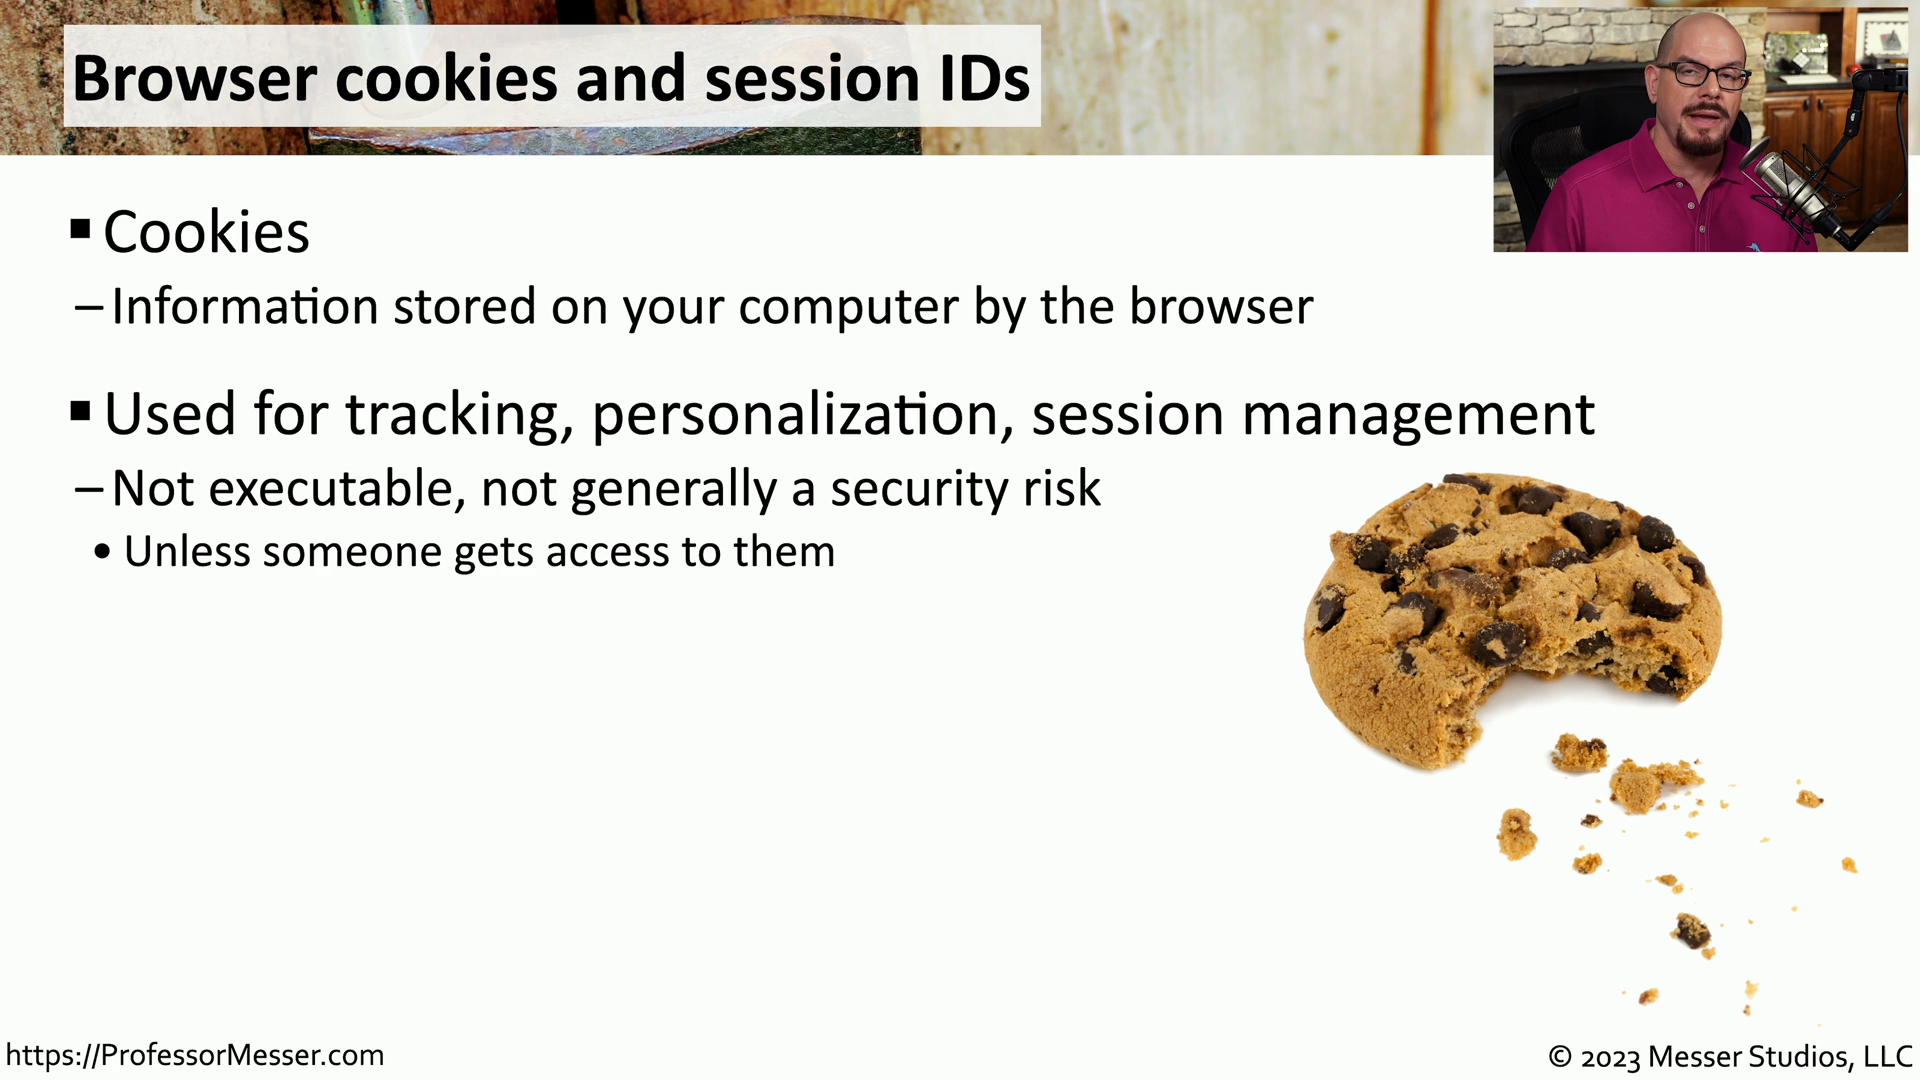 Browser cookies and session IDs
▪ Cookies
– Information stored on your computer by the browser
▪ Used for tracking, personalization, session management
– Not executable, not generally a security risk
• Unless someone gets access to them
https://ProfessorMesser.com
© 2023 Messer Studios, LLC